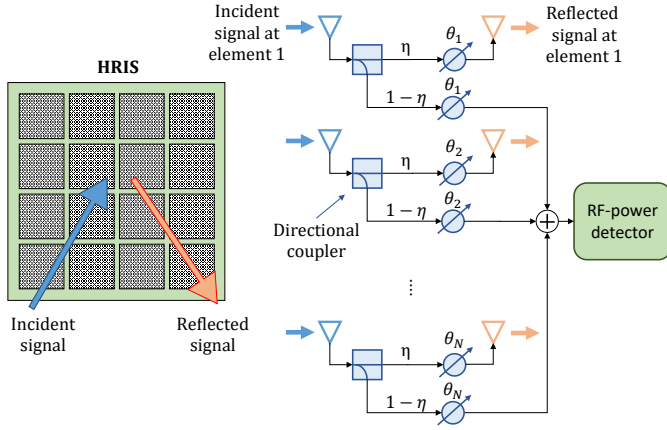 HRIS
Incident
signal
Reflected
signal
Incident
signal at
element 1
Reflected
signal at
element 1
η
θ1
1 − η
θ1
η
θ2
1 − η
θ2
Directional
coupler
RF-power
detector
η
θN
1 − η
θN